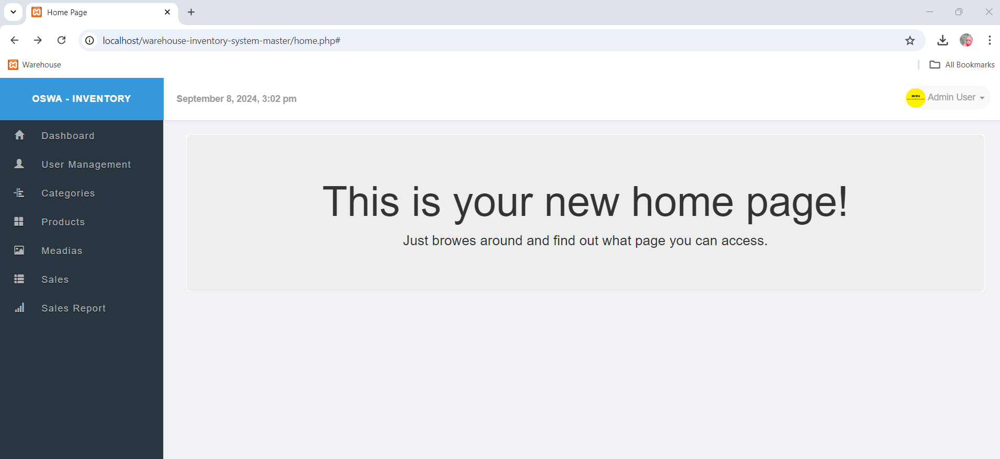 Home Page
localhost/warehouse-inventory-system-master/home.php#
Warehouse
All Bookmarks
OSWA - INVENTORY
September 8, 2024, 3:02 pm
OSWA
Admin User
Dashboard
User Management
Categories
Products
Meadias
Sales
Sales Report
This is your new home page!
Just browes around and find out what page you can access.